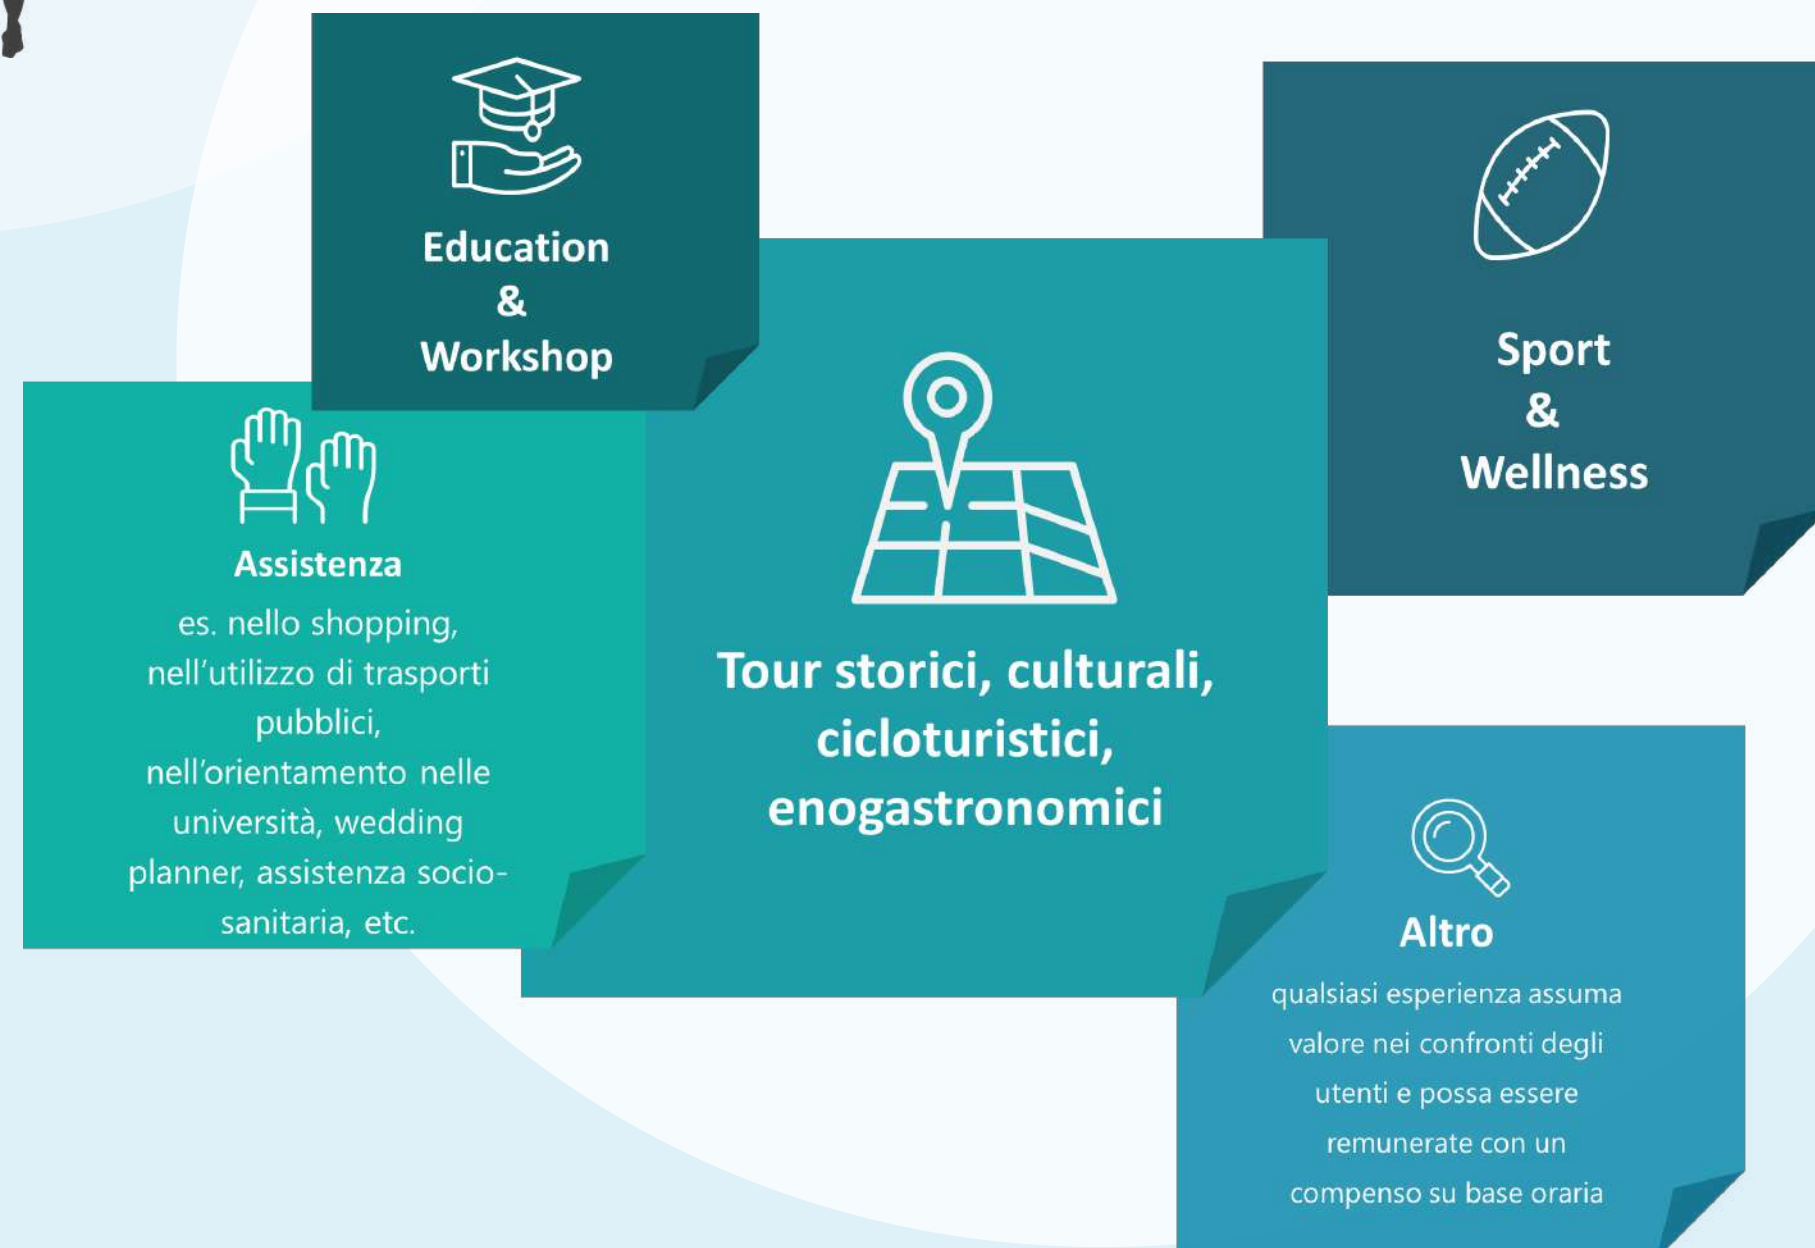 Education
&
Workshop
Sport
&
Wellness
Assistenza
es. nello shopping,
nell'utilizzo di trasporti
pubblici,
nell'orientamento nelle
università, wedding
planner, assistenza socio-
sanitaria, etc.
Tour storici, culturali,
cicloturistici,
enogastronomici
Altro
qualsiasi esperienza assuma
valore nei confronti degli
utenti e possa essere
remunerate con un
compenso su base oraria